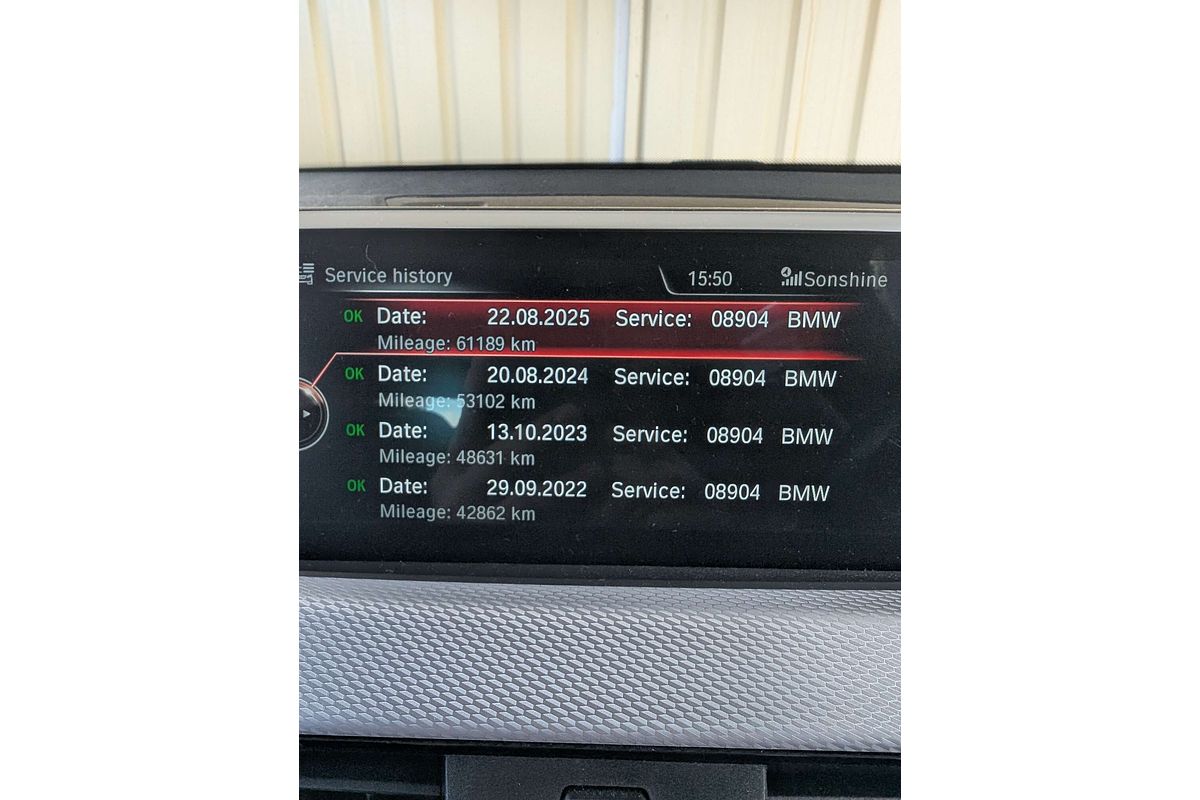 Service history 15:50 Sonshine
OK Date: 22.08.2025 Service: 08904 BMW
Mileage: 61189 km
OK Date: 20.08.2024 Service: 08904 BMW
Mileage: 53102 km
OK Date: 13.10.2023 Service: 08904 BMW
Mileage: 48631 km
OK Date: 29.09.2022 Service: 08904 BMW
Mileage: 42862 km